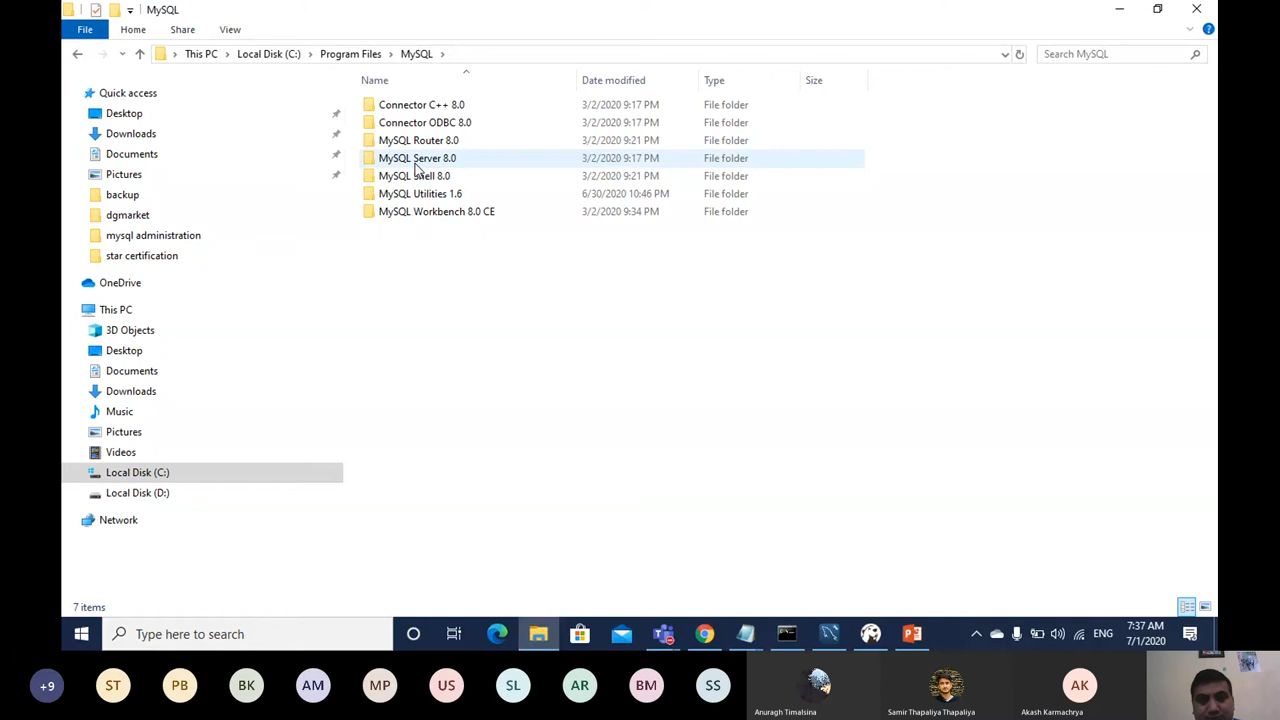 MySQL
File Home Share View
This PC Local Disk (C:) Program Files MySQL Search MySQL
Name Date modified Type Size
Quick access
Desktop
Downloads
Documents
Pictures
backup
dgmarket
mysql administration
star certification
OneDrive
This PC
3D Objects
Desktop
Documents
Downloads
Music
Pictures
Videos
Local Disk (C:)
Local Disk (D:)
Network
Connector C++ 8.0 3/2/2020 9:17 PM File folder
Connector ODBC 8.0 3/2/2020 9:17 PM File folder
MySQL Router 8.0 3/2/2020 9:21 PM File folder
MySQL Server 8.0 3/2/2020 9:17 PM File folder
MySQL Shell 8.0 3/2/2020 9:21 PM File folder
MySQL Utilities 1.6 6/30/2020 10:46 PM File folder
MySQL Workbench 8.0 CE 3/2/2020 9:34 PM File folder
7 items
Type here to search
ENG
7:37 AM
7/1/2020
+9 ST PB BK AM MP US SL AR BM SS AK
Anuragh Timalsina Samir Thapaliya Thapaliya Akash Karmachrya